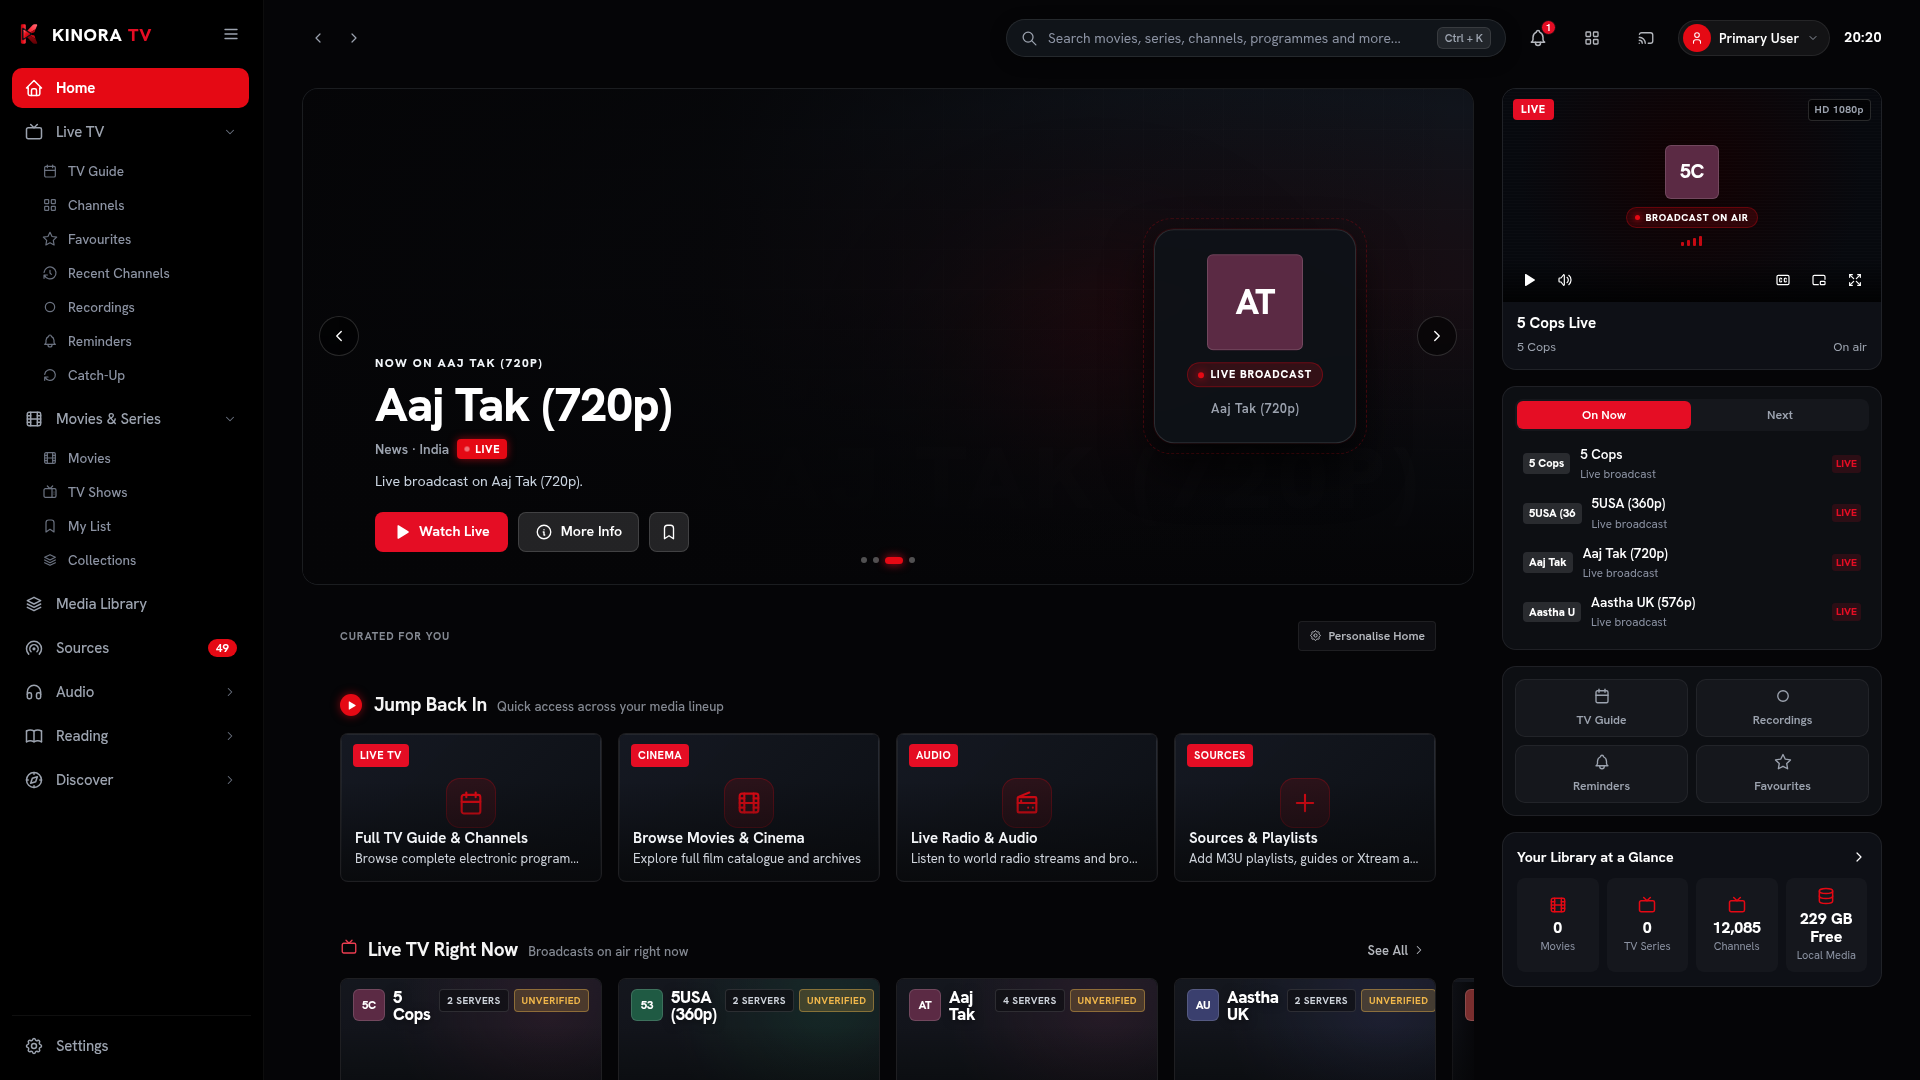 KINORA TV
Search movies, series, channels, programmes and more...
Ctrl + K
1
Primary User
20:20
Home
Live TV
TV Guide
Channels
Favourites
Recent Channels
Recordings
Reminders
Catch-Up
Movies & Series
Movies
TV Shows
My List
Collections
Media Library
Sources
49
Audio
Reading
Discover
Settings
NOW ON AAJ TAK (720P)
Aaj Tak (720p)
News · India
LIVE
Live broadcast on Aaj Tak (720p).
Watch Live
More Info
AT
LIVE BROADCAST
Aaj Tak (720p)
CURATED FOR YOU
Personalise Home
Jump Back In
Quick access across your media lineup
LIVE TV
Full TV Guide & Channels
Browse complete electronic program...
CINEMA
Browse Movies & Cinema
Explore full film catalogue and archives
AUDIO
Live Radio & Audio
Listen to world radio streams and bro...
SOURCES
Sources & Playlists
Add M3U playlists, guides or Xtream a...
Live TV Right Now
Broadcasts on air right now
See All
5C
5 Cops
2 SERVERS
UNVERIFIED
53
5USA (360p)
2 SERVERS
UNVERIFIED
AT
Aaj Tak
4 SERVERS
UNVERIFIED
AU
Aastha UK
2 SERVERS
UNVERIFIED
LIVE
HD 1080p
5C
BROADCAST ON AIR
5 Cops Live
5 Cops
On air
On Now
Next
5 Cops
5 Cops
Live broadcast
LIVE
5USA (36
5USA (360p)
Live broadcast
LIVE
Aaj Tak
Aaj Tak (720p)
Live broadcast
LIVE
Aastha U
Aastha UK (576p)
Live broadcast
LIVE
TV Guide
Recordings
Reminders
Favourites
Your Library at a Glance
0
Movies
0
TV Series
12,085
Channels
229 GB
Free
Local Media